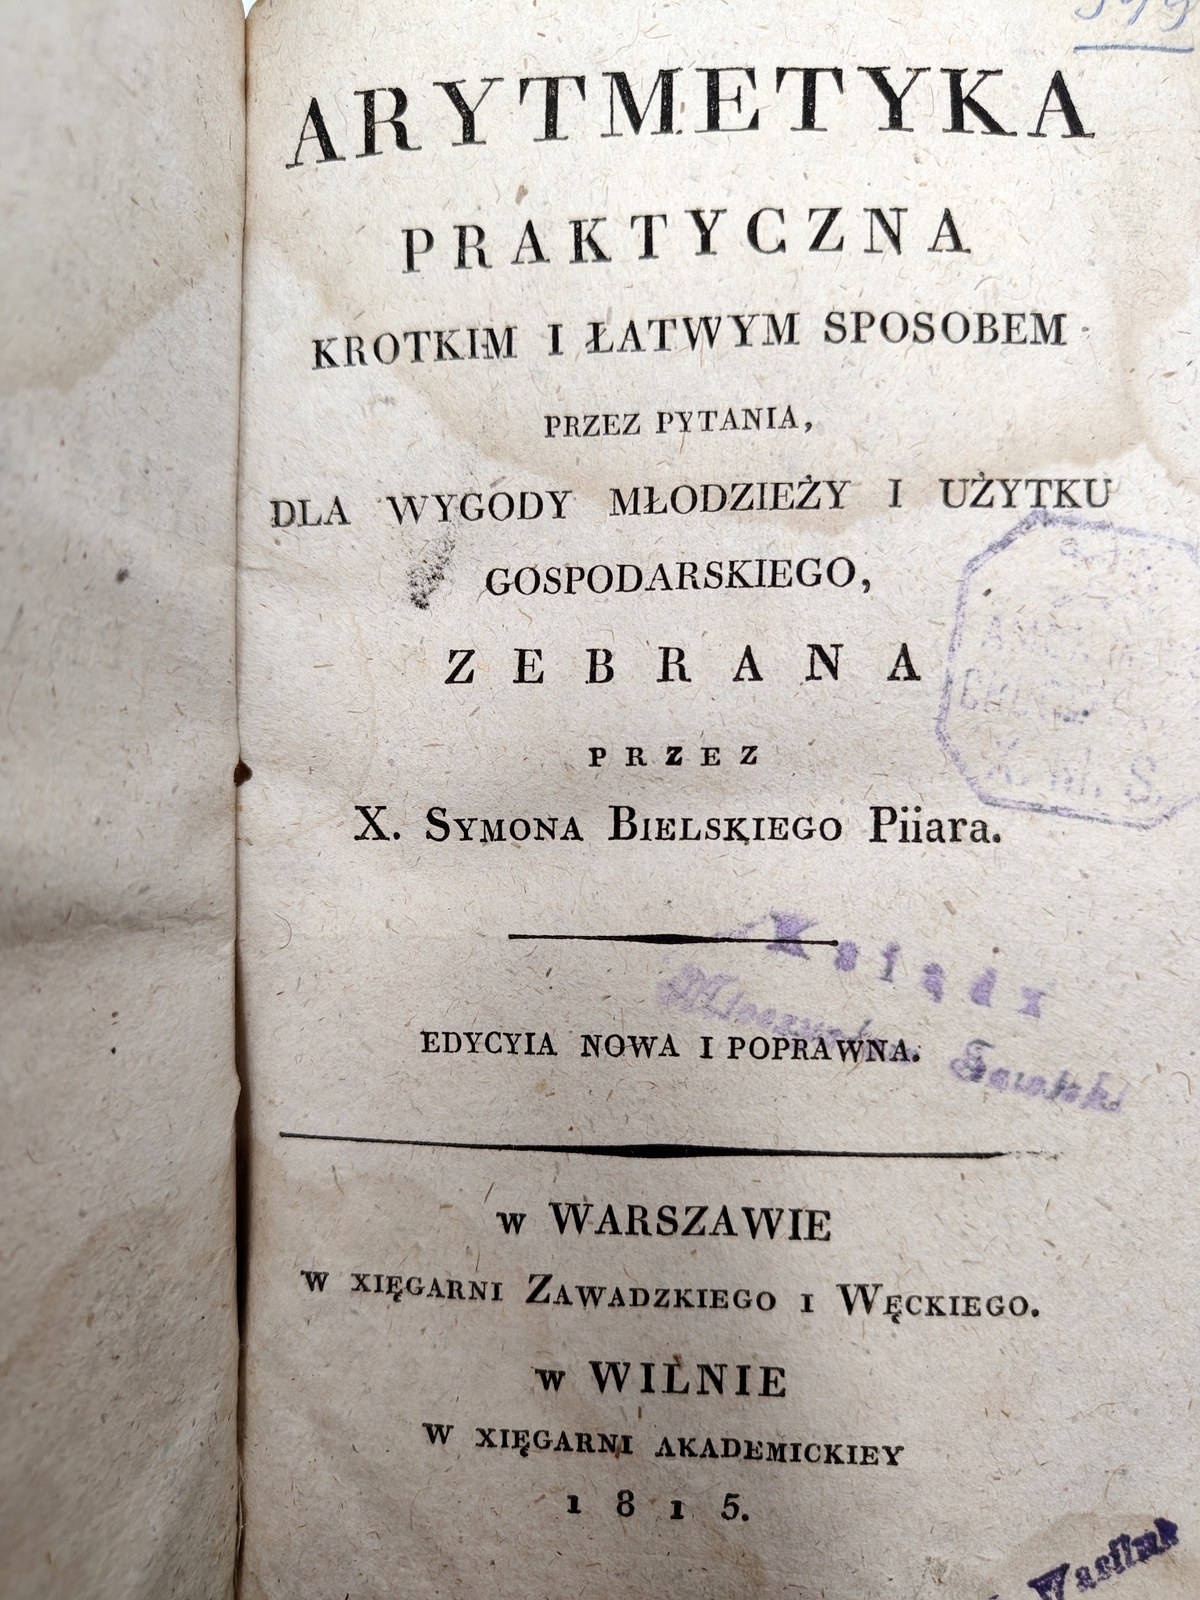 ARYTMETYKA
PRAKTYCZNA
KROTKIM I ŁATWYM SPOSOBEM
PRZEZ PYTANIA,
DLA WYGODY MŁODZIEŻY I UŻYTKU
GOSPODARSKIEGO,
ZEBRANA
PRZEZ
X. SYMONA BIELSKIEGO Piiara.
Ksiądz
EDYCYIA NOWA I POPRAWNA.
w WARSZAWIE
W XIĘGARNI ZAWADZKIEGO I WĘCKIEGO.
w WILNIE
W XIĘGARNI AKADEMICKIEY
1815.